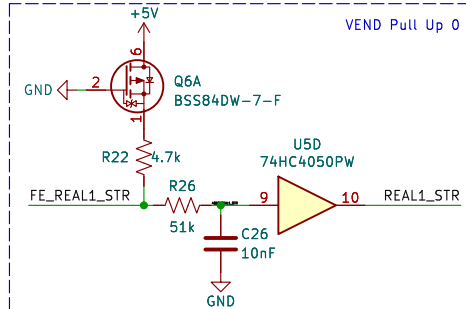 +5V
VEND Pull Up 0
6
Q6A
GND
2
BSS84DW-7-F
1
U5D
R22
4.7k
74HC4050PW
FE_REAL1_STR
R26
9
10
REAL1_STR
51k
C26
10nF
GND